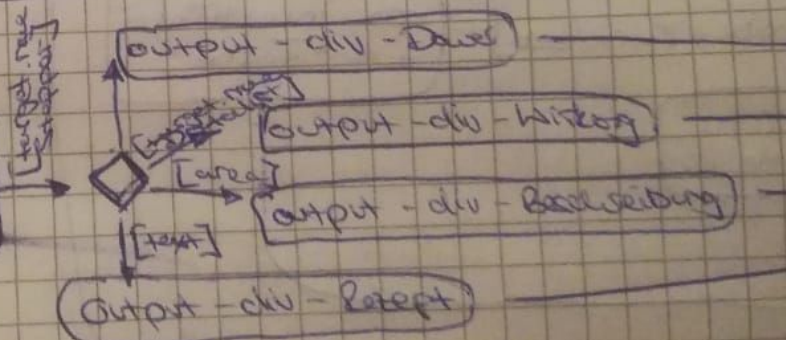 output-div-Dauer
output-div-Wirkung
[area]
output-div-Beschreibung
[text]
output-div-Rezept